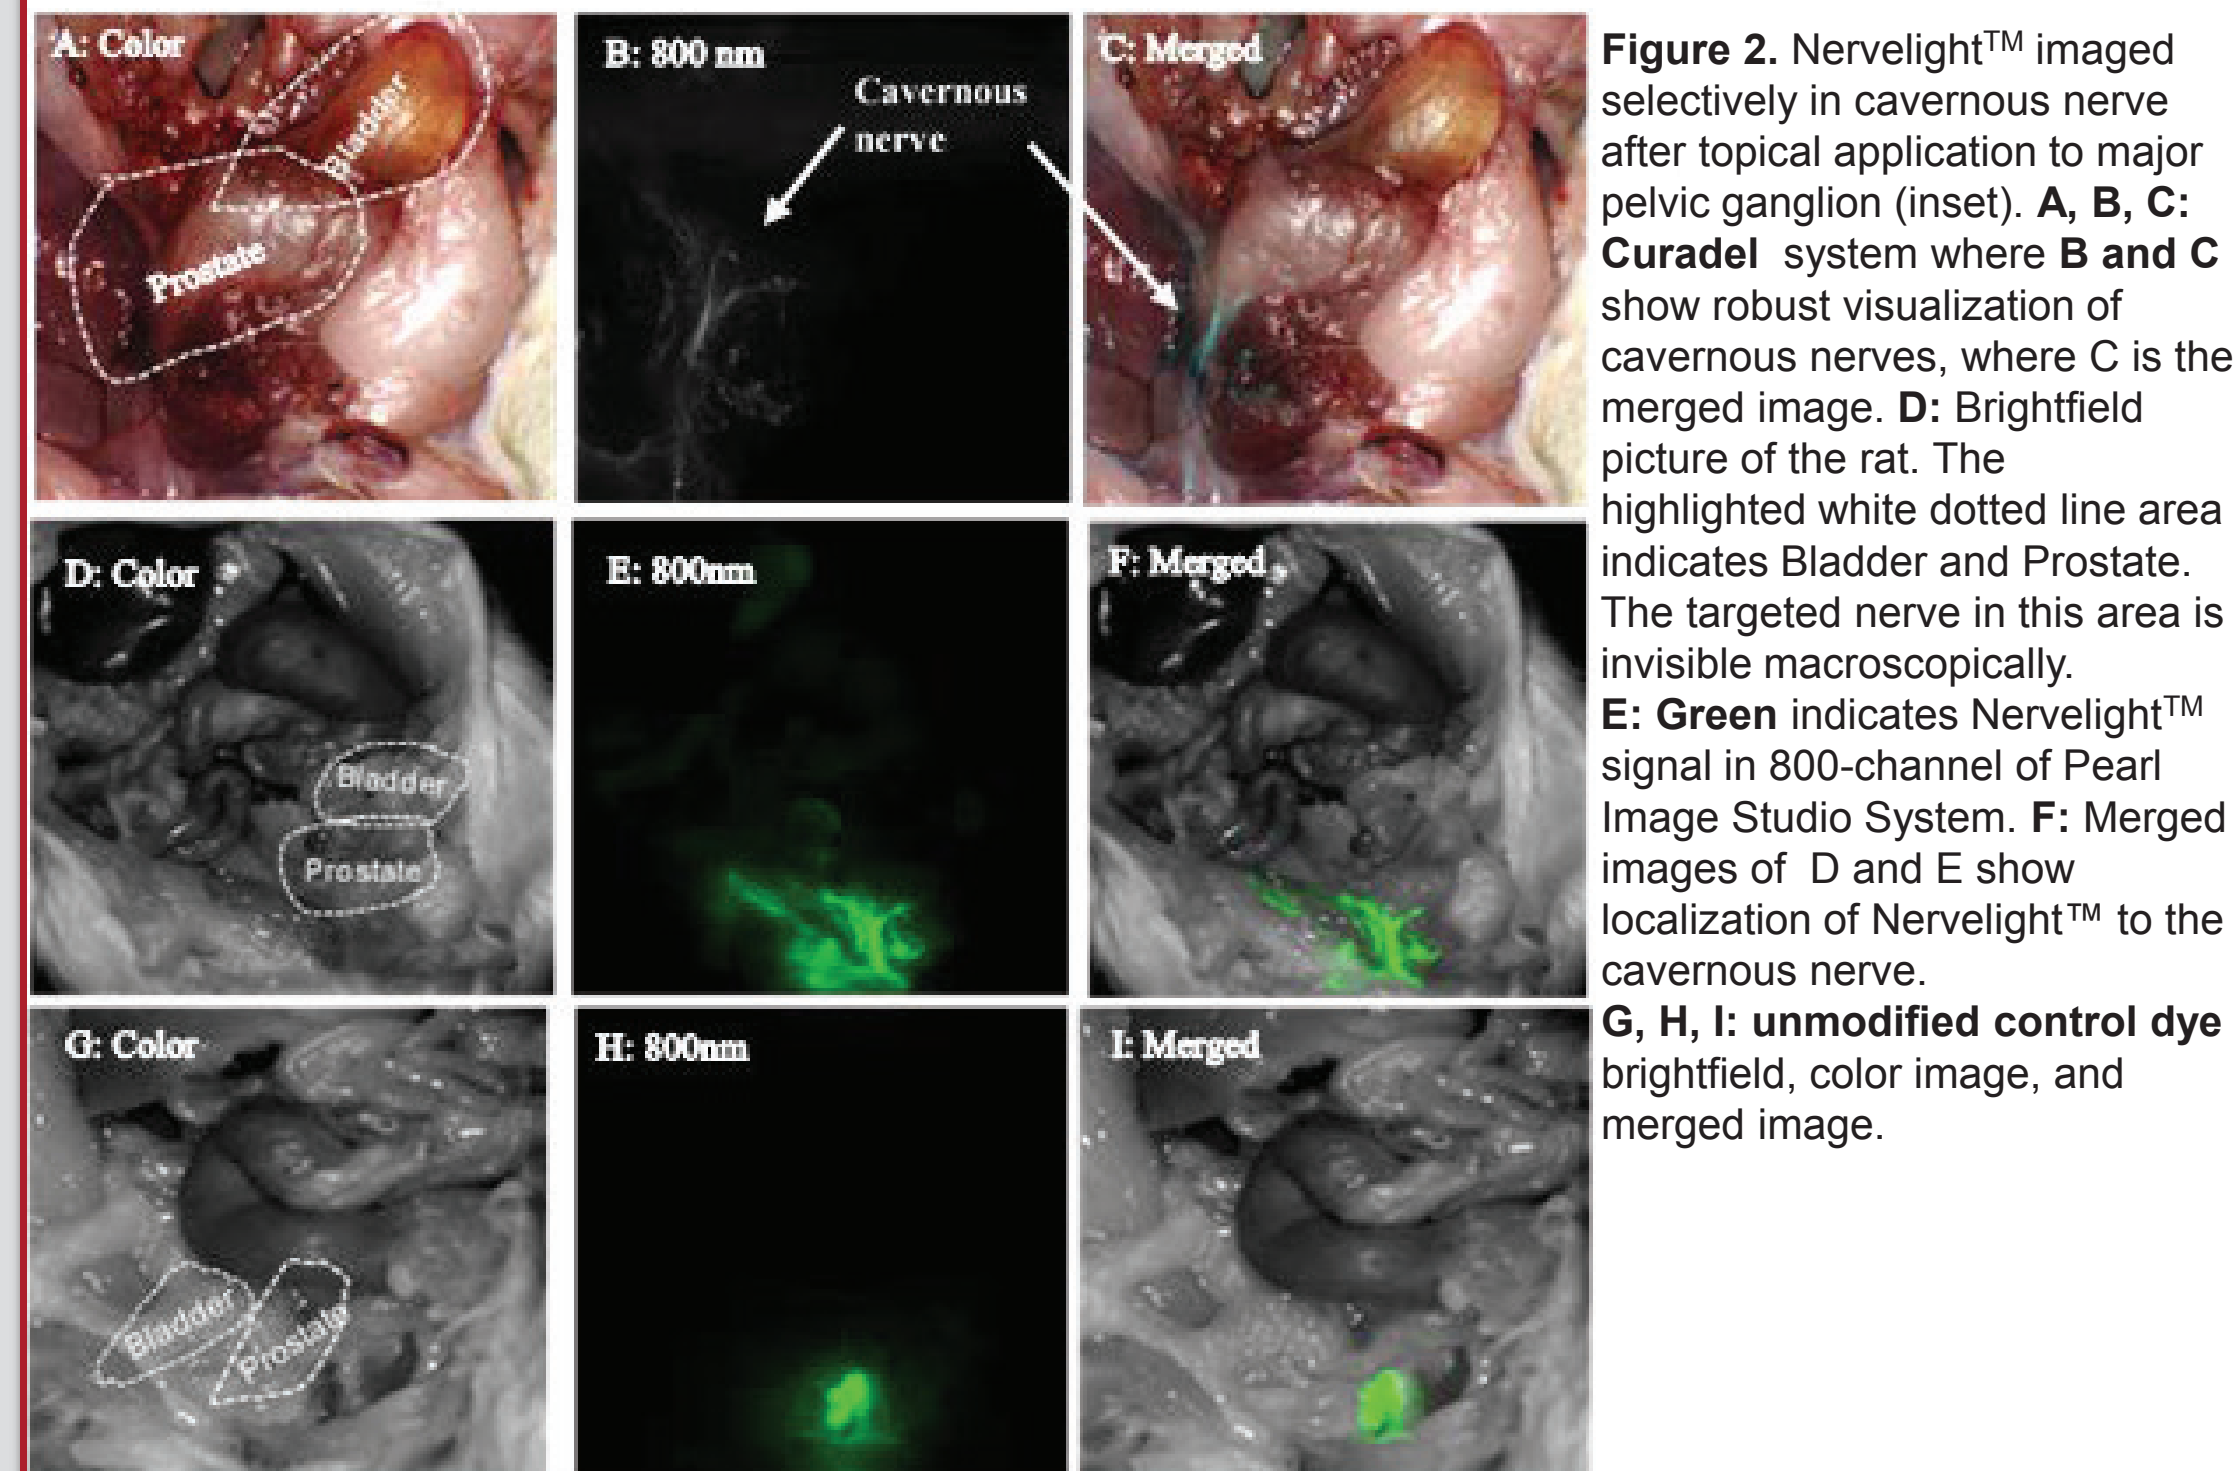 A: Color
Bladder
Prostate
B: 800 nm
Cavernous
nerve
C: Merged
D: Color
Bladder
Prostate
E: 800nm
F: Merged
G: Color
Bladder
Prostate
H: 800nm
I: Merged
Figure 2. Nervelight™ imaged
selectively in cavernous nerve
after topical application to major
pelvic ganglion (inset). A, B, C:
Curadel system where B and C
show robust visualization of
cavernous nerves, where C is the
merged image. D: Brightfield
picture of the rat. The
highlighted white dotted line area
indicates Bladder and Prostate.
The targeted nerve in this area is
invisible macroscopically.
E: Green indicates Nervelight™
signal in 800-channel of Pearl
Image Studio System. F: Merged
images of D and E show
localization of Nervelight™ to the
cavernous nerve.
G, H, I: unmodified control dye
brightfield, color image, and
merged image.